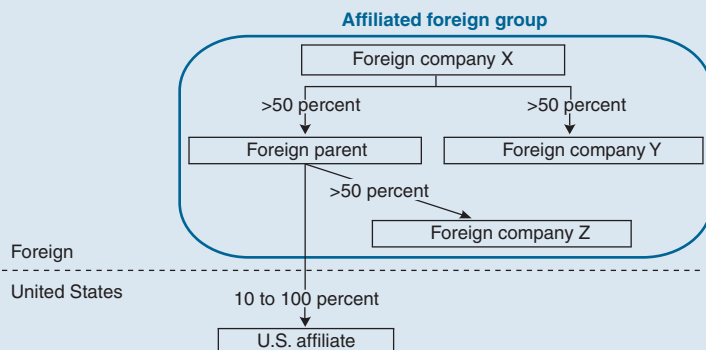 Affiliated foreign group
Foreign company X
>50 percent
>50 percent
Foreign parent
Foreign company Y
>50 percent
Foreign company Z
Foreign
United States
10 to 100 percent
U.S. affiliate